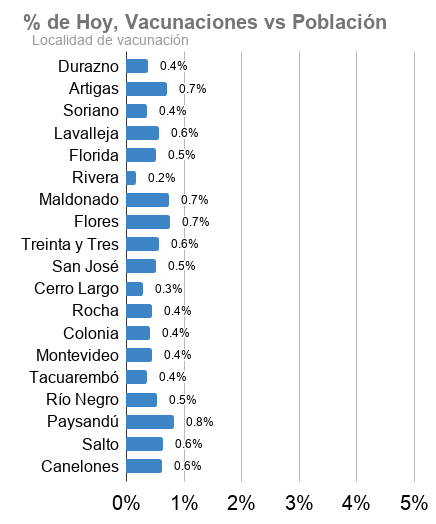 % de Hoy, Vacunaciones vs Población
Localidad de vacunación
Durazno 0.4%
Artigas 0.7%
Soriano 0.4%
Lavalleja 0.6%
Florida 0.5%
Rivera 0.2%
Maldonado 0.7%
Flores 0.7%
Treinta y Tres 0.6%
San José 0.5%
Cerro Largo 0.3%
Rocha 0.4%
Colonia 0.4%
Montevideo 0.4%
Tacuarembó 0.4%
Río Negro 0.5%
Paysandú 0.8%
Salto 0.6%
Canelones 0.6%
0% 1% 2% 3% 4% 5%